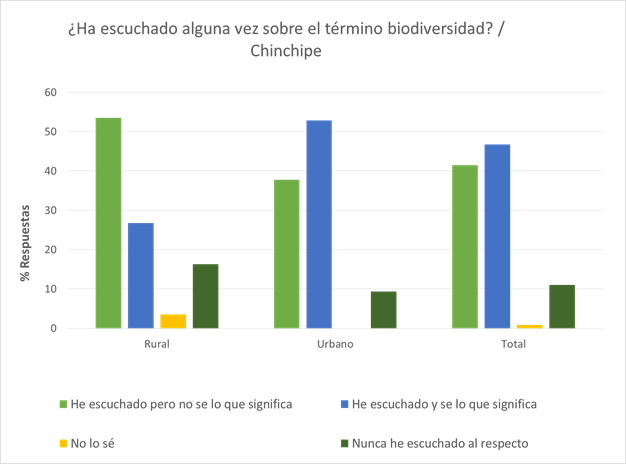 ¿Ha escuchado alguna vez sobre el término biodiversidad? /
Chinchipe
60
50
40
30
20
10
0
% Respuestas
Rural
Urbano
Total
He escuchado pero no se lo que significa
He escuchado y se lo que significa
No lo sé
Nunca he escuchado al respecto